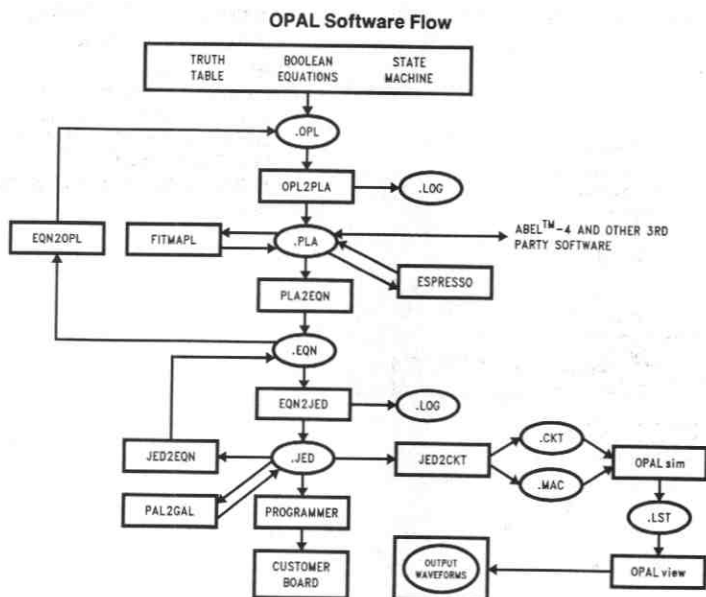 OPAL Software Flow
TRUTH TABLE
BOOLEAN EQUATIONS
STATE MACHINE
.OPL
OPL2PLA
.LOG
EQN2OPL
FITMAPL
.PLA
ABEL™-4 AND OTHER 3RD
PARTY SOFTWARE
ESPRESSO
PLA2EQN
.EQN
EQN2JED
.LOG
JED2EQN
.JED
JED2CKT
.CKT
.MAC
OPAL sim
PAL2GAL
PROGRAMMER
.LST
CUSTOMER
BOARD
OUTPUT
WAVEFORMS
OPAL view